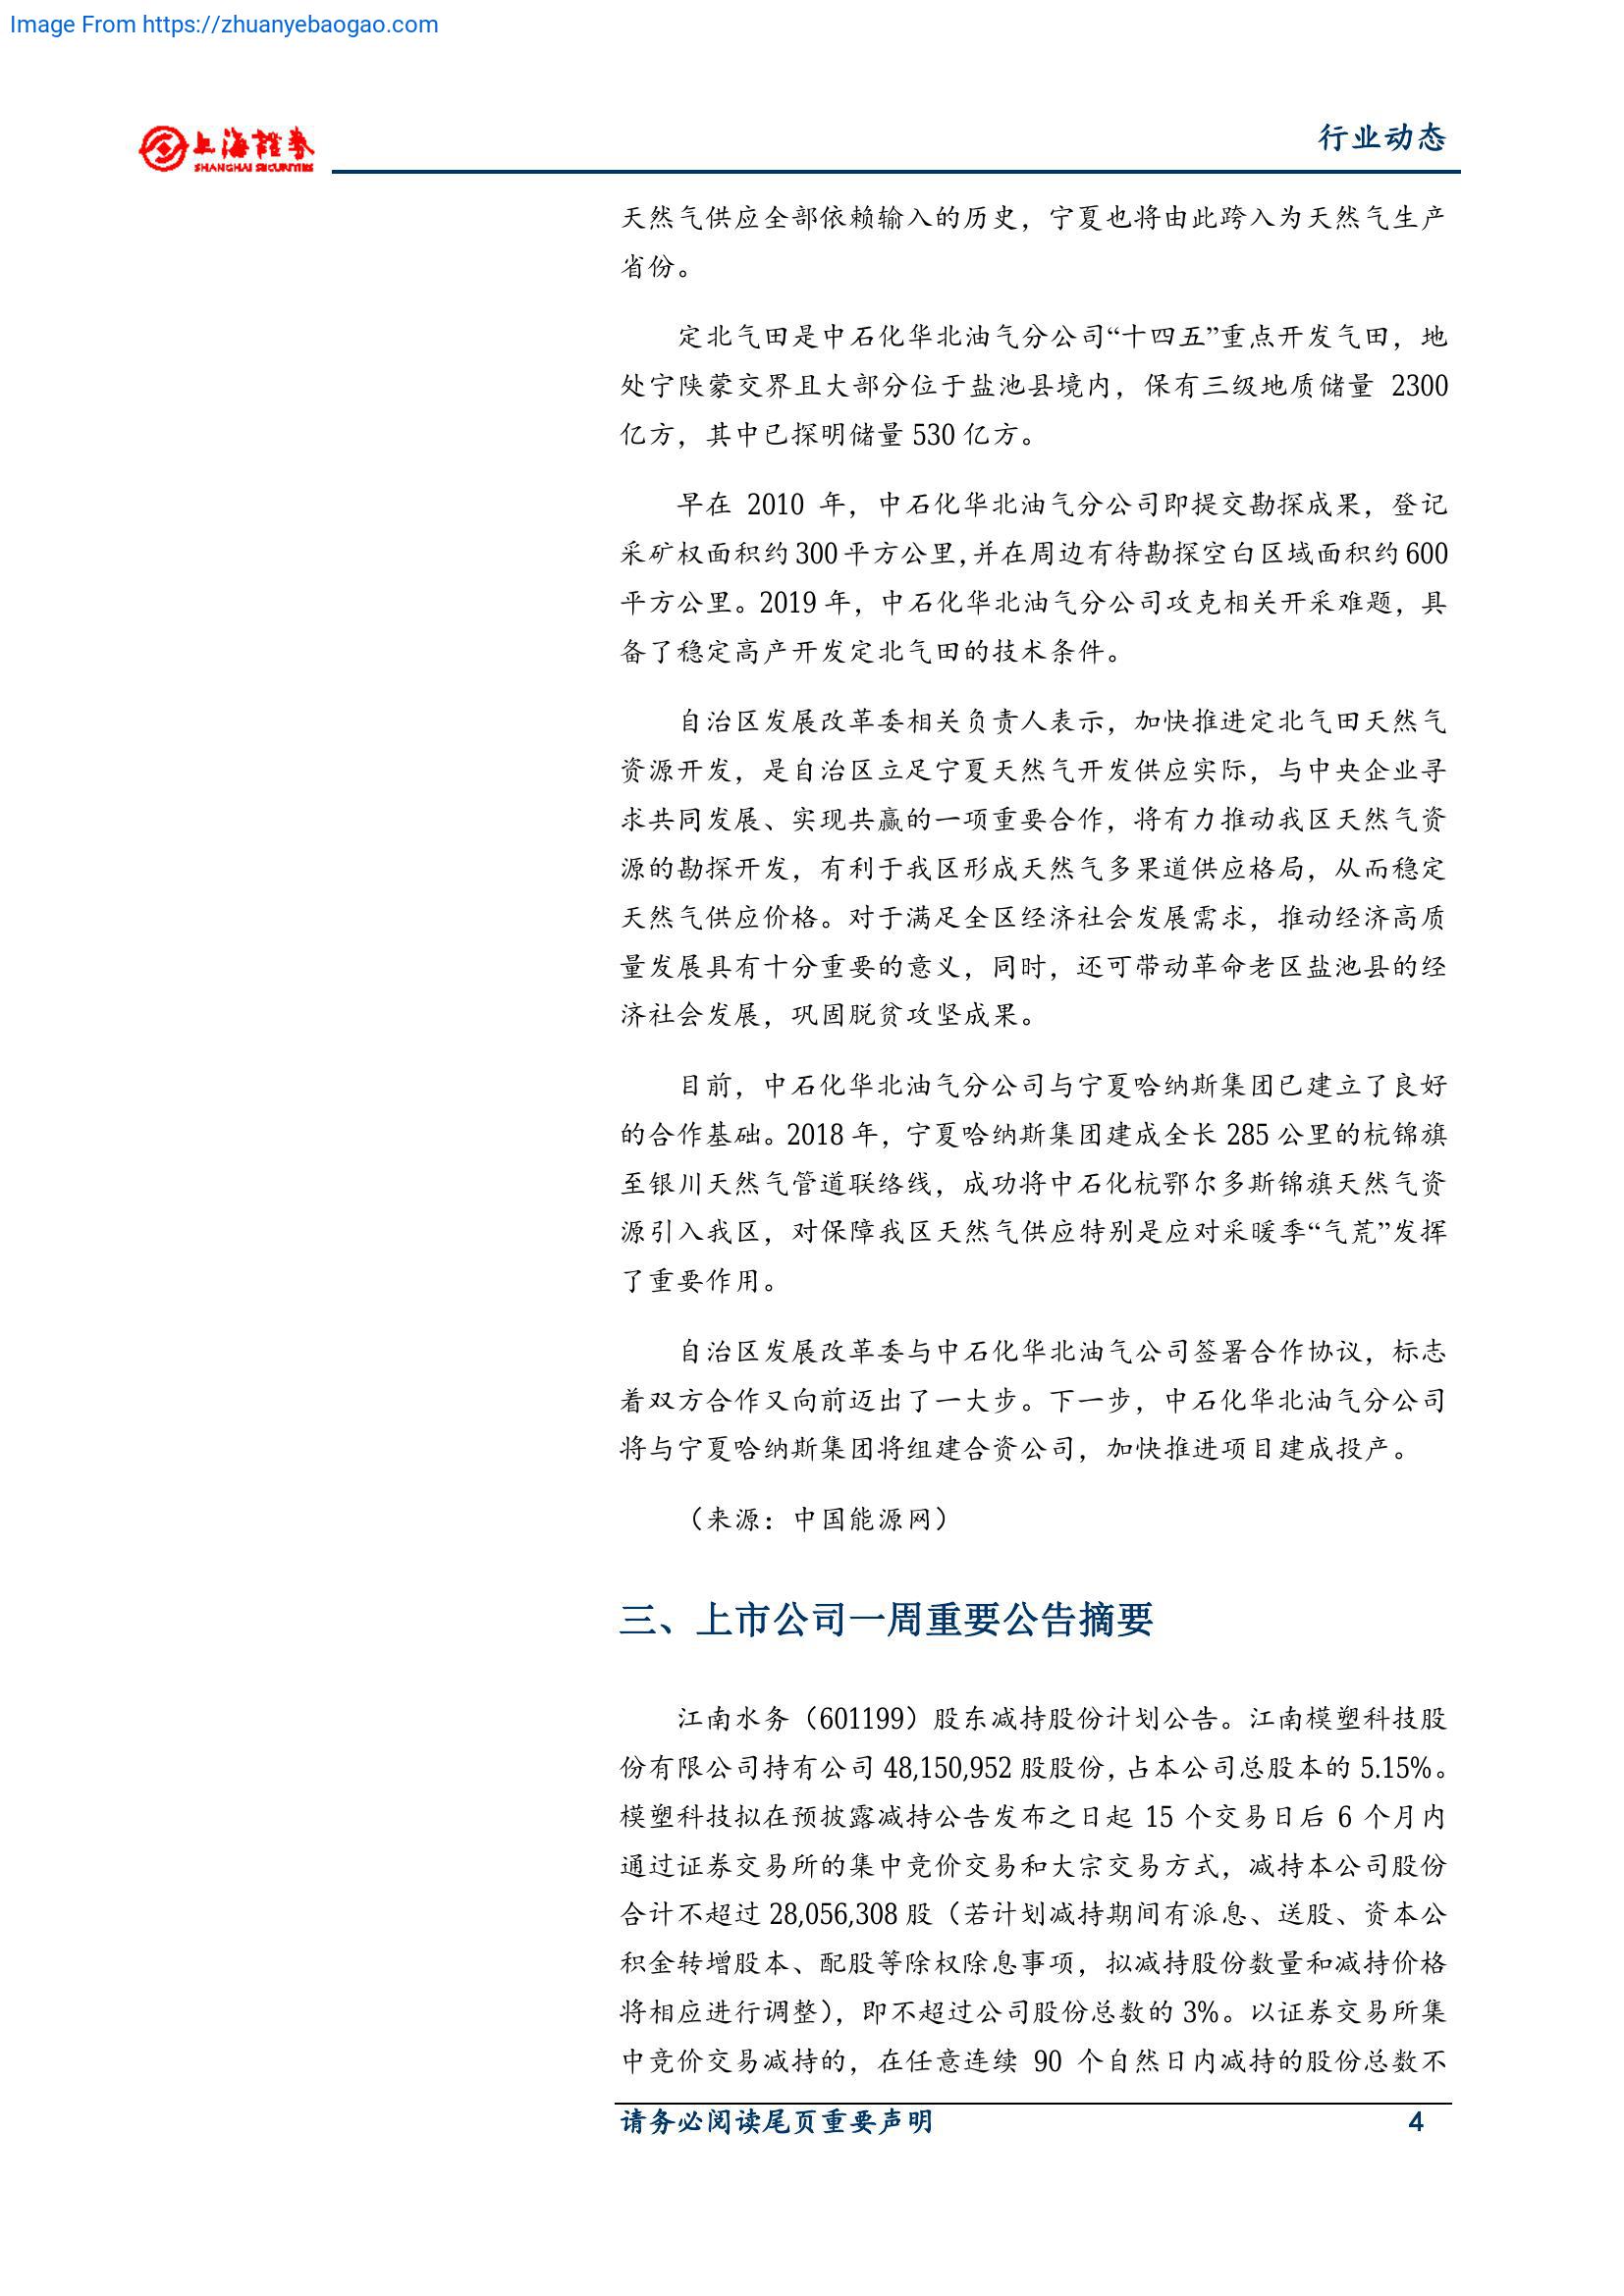 Image From https://zhuanyebaogao.com
上海證券
SHANGHAI SECURITIES
行业动态
天然气供应全部依赖输入的历史，宁夏也将由此跨入为天然气生产
省份。
定北气田是中石化华北油气分公司“十四五”重点开发气田，地
处宁陕蒙交界且大部分位于盐池县境内，保有三级地质储量 2300
亿方，其中已探明储量 530 亿方。
早在 2010 年，中石化华北油气分公司即提交勘探成果，登记
采矿权面积约 300 平方公里，并在周边有待勘探空白区域面积约 600
平方公里。2019 年，中石化华北油气分公司攻克相关开采难题，具
备了稳定高产开发定北气田的技术条件。
自治区发展改革委相关负责人表示，加快推进定北气田天然气
资源开发，是自治区立足宁夏天然气开发供应实际，与中央企业寻
求共同发展、实现共赢的一项重要合作，将有力推动我区天然气资
源的勘探开发，有利于我区形成天然气多果道供应格局，从而稳定
天然气供应价格。对于满足全区经济社会发展需求，推动经济高质
量发展具有十分重要的意义，同时，还可带动革命老区盐池县的经
济社会发展，巩固脱贫攻坚成果。
目前，中石化华北油气分公司与宁夏哈纳斯集团已建立了良好
的合作基础。2018 年，宁夏哈纳斯集团建成全长 285 公里的杭锦旗
至银川天然气管道联络线，成功将中石化杭鄂尔多斯锦旗天然气资
源引入我区，对保障我区天然气供应特别是应对采暖季“气荒”发挥
了重要作用。
自治区发展改革委与中石化华北油气公司签署合作协议，标志
着双方合作又向前迈出了一大步。下一步，中石化华北油气分公司
将与宁夏哈纳斯集团将组建合资公司，加快推进项目建成投产。
（来源：中国能源网）
三、上市公司一周重要公告摘要
江南水务（601199）股东减持股份计划公告。江南模塑科技股
份有限公司持有公司 48,150,952 股股份，占本公司总股本的 5.15%。
模塑科技拟在预披露减持公告发布之日起 15 个交易日后 6 个月内
通过证券交易所的集中竞价交易和大宗交易方式，减持本公司股份
合计不超过 28,056,308 股（若计划减持期间有派息、送股、资本公
积金转增股本、配股等除权除息事项，拟减持股份数量和减持价格
将相应进行调整），即不超过公司股份总数的 3%。以证券交易所集
中竞价交易减持的，在任意连续 90 个自然日内减持的股份总数不
请务必阅读尾页重要声明 4